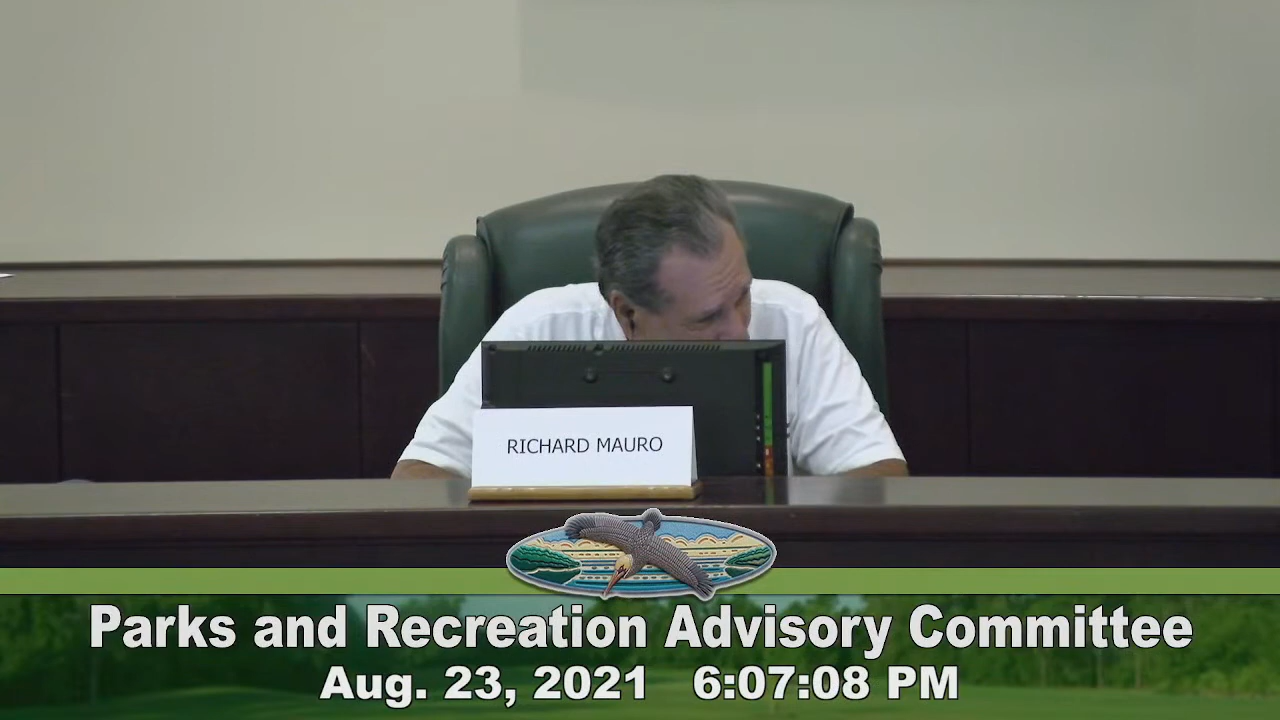 RICHARD MAURO
Parks and Recreation Advisory Committee
Aug. 23, 2021 6:07:08 PM